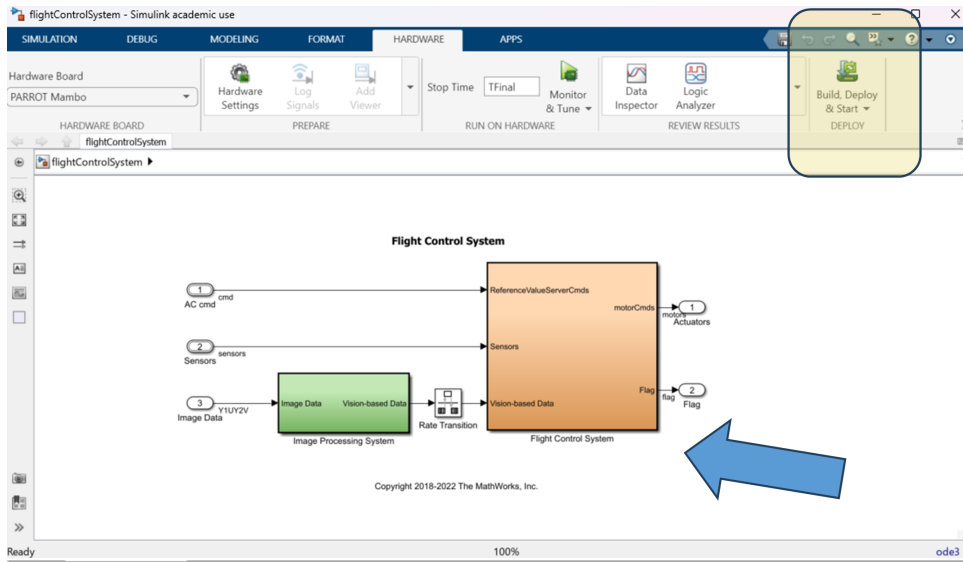 flightControlSystem - Simulink academic use
SIMULATION DEBUG MODELING FORMAT HARDWARE APPS
Hardware Board
PARROT Mambo
Hardware Settings
Log Signals
Add Viewer
Stop Time TFinal
Monitor & Tune
Data Inspector
Logic Analyzer
Build, Deploy & Start
HARDWARE BOARD PREPARE RUN ON HARDWARE REVIEW RESULTS DEPLOY
flightControlSystem
flightControlSystem
Flight Control System
1 cmd
AC cmd
ReferenceValueServerCmds
motorCmds
motors
1
Actuators
2 sensors
Sensors
Sensors
3 Y1UY2V
Image Data
Image Data Vision-based Data
Image Processing System
Rate Transition
Vision-based Data
Flag
flag
2
Flag
Flight Control System
Copyright 2018-2022 The MathWorks, Inc.
Ready 100% ode3